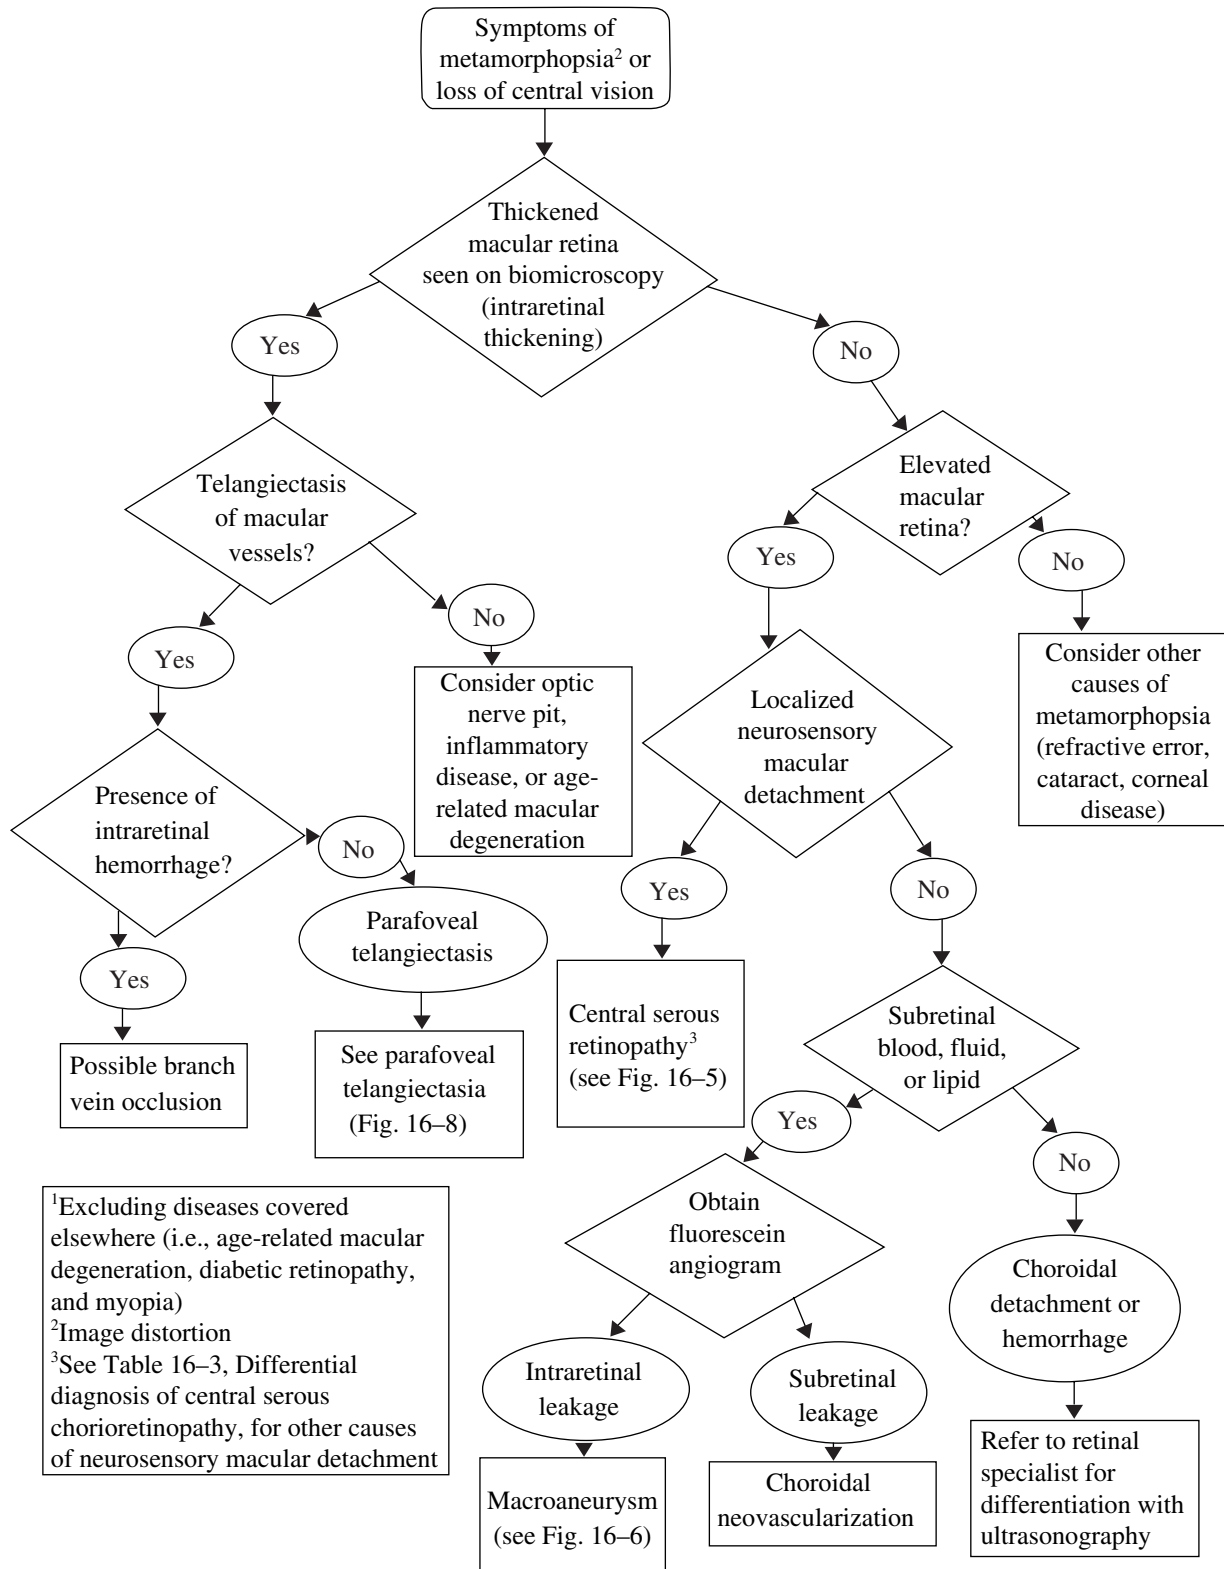 Symptoms of
metamorphopsia² or
loss of central vision
Thickened
macular retina
seen on biomicroscopy
(intraretinal
thickening)
Yes
No
Telangiectasis
of macular
vessels?
Elevated
macular
retina?
Yes
No
Yes
No
Consider optic
nerve pit,
inflammatory
disease, or age-
related macular
degeneration
Localized
neurosensory
macular
detachment
Consider other
causes of
metamorphopsia
(refractive error,
cataract, corneal
disease)
Presence of
intraretinal
hemorrhage?
No
Yes
Yes
No
Parafoveal
telangiectasis
Possible branch
vein occlusion
See parafoveal
telangiectasia
(Fig. 16–8)
Central serous
retinopathy³
(see Fig. 16–5)
Subretinal
blood, fluid,
or lipid
Yes
No
Obtain
fluorescein
angiogram
Choroidal
detachment or
hemorrhage
Intraretinal
leakage
Subretinal
leakage
Macroaneurysm
(see Fig. 16–6)
Choroidal
neovascularization
Refer to retinal
specialist for
differentiation with
ultrasonography
¹Excluding diseases covered
elsewhere (i.e., age-related macular
degeneration, diabetic retinopathy,
and myopia)
²Image distortion
³See Table 16–3, Differential
diagnosis of central serous
chorioretinopathy, for other causes
of neurosensory macular detachment